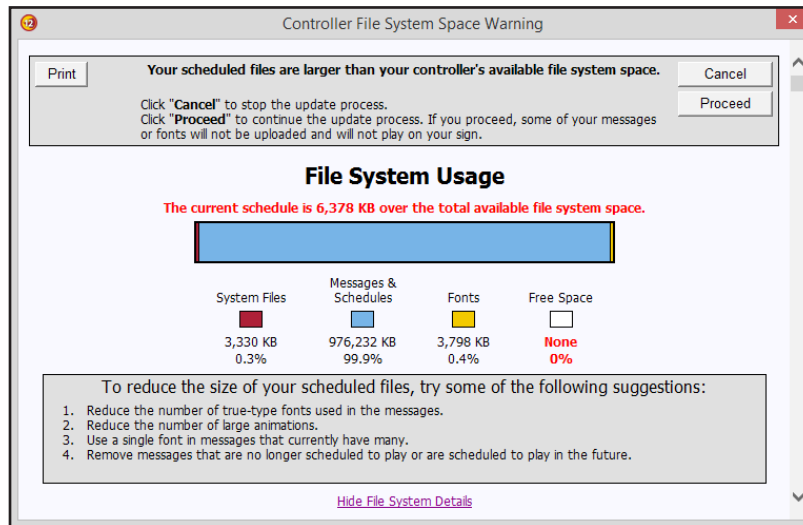 Controller File System Space Warning
Print
Your scheduled files are larger than your controller's available file system space.
Cancel
Click "Cancel" to stop the update process.
Click "Proceed" to continue the update process. If you proceed, some of your messages
or fonts will not be uploaded and will not play on your sign.
Proceed
File System Usage
The current schedule is 6,378 KB over the total available file system space.
System Files
Messages &
Schedules
Fonts
Free Space
3,330 KB
976,232 KB
3,798 KB
None
0.3%
99.9%
0.4%
0%
To reduce the size of your scheduled files, try some of the following suggestions:
1. Reduce the number of true-type fonts used in the messages.
2. Reduce the number of large animations.
3. Use a single font in messages that currently have many.
4. Remove messages that are no longer scheduled to play or are scheduled to play in the future.
Hide File System Details